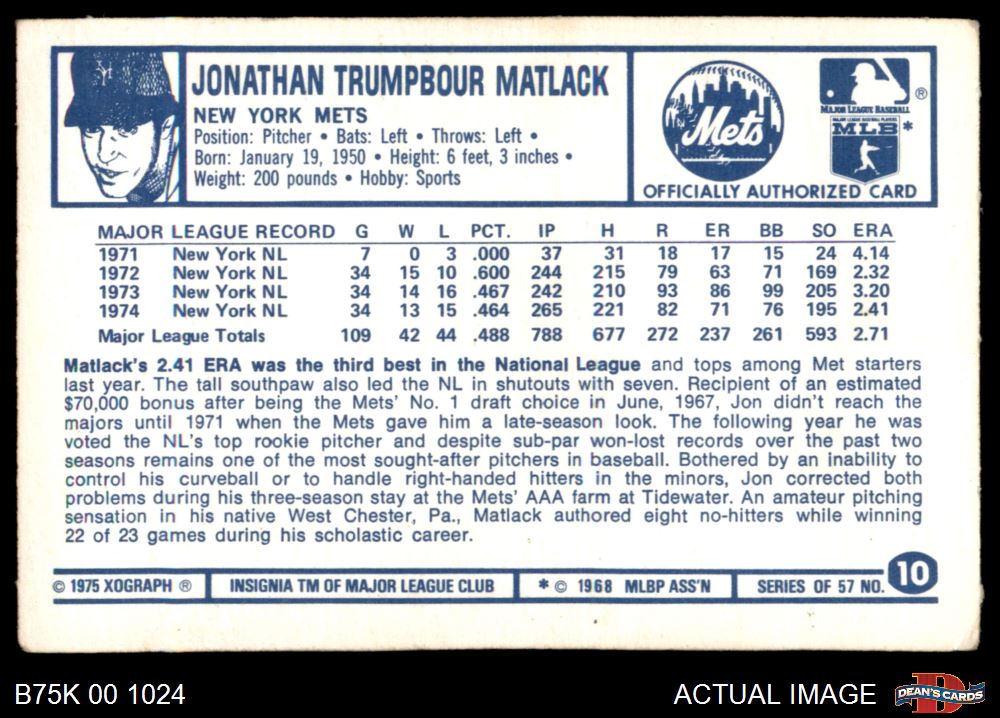 JONATHAN TRUMPBOUR MATLACK
NEW YORK METS
Position: Pitcher • Bats: Left • Throws: Left •
Born: January 19, 1950 • Height: 6 feet, 3 inches •
Weight: 200 pounds • Hobby: Sports
NY
Mets
MAJOR LEAGUE BASEBALL ®
MAJOR LEAGUE BASEBALL PLAYERS
MLB *
OFFICIALLY AUTHORIZED CARD
MAJOR LEAGUE RECORD G W L PCT. IP H R ER BB SO ERA
1971 New York NL 7 0 3 .000 37 31 18 17 15 24 4.14
1972 New York NL 34 15 10 .600 244 215 79 63 71 169 2.32
1973 New York NL 34 14 16 .467 242 210 93 86 99 205 3.20
1974 New York NL 34 13 15 .464 265 221 82 71 76 195 2.41
Major League Totals 109 42 44 .488 788 677 272 237 261 593 2.71
Matlack's 2.41 ERA was the third best in the National League and tops among Met starters
last year. The tall southpaw also led the NL in shutouts with seven. Recipient of an estimated
$70,000 bonus after being the Mets' No. 1 draft choice in June, 1967, Jon didn't reach the
majors until 1971 when the Mets gave him a late-season look. The following year he was
voted the NL's top rookie pitcher and despite sub-par won-lost records over the past two
seasons remains one of the most sought-after pitchers in baseball. Bothered by an inability to
control his curveball or to handle right-handed hitters in the minors, Jon corrected both
problems during his three-season stay at the Mets' AAA farm at Tidewater. An amateur pitching
sensation in his native West Chester, Pa., Matlack authored eight no-hitters while winning
22 of 23 games during his scholastic career.
© 1975 XOGRAPH ® INSIGNIA TM OF MAJOR LEAGUE CLUB * © 1968 MLBP ASS'N SERIES OF 57 NO. 10
B75K 00 1024 ACTUAL IMAGE DEAN'S CARDS